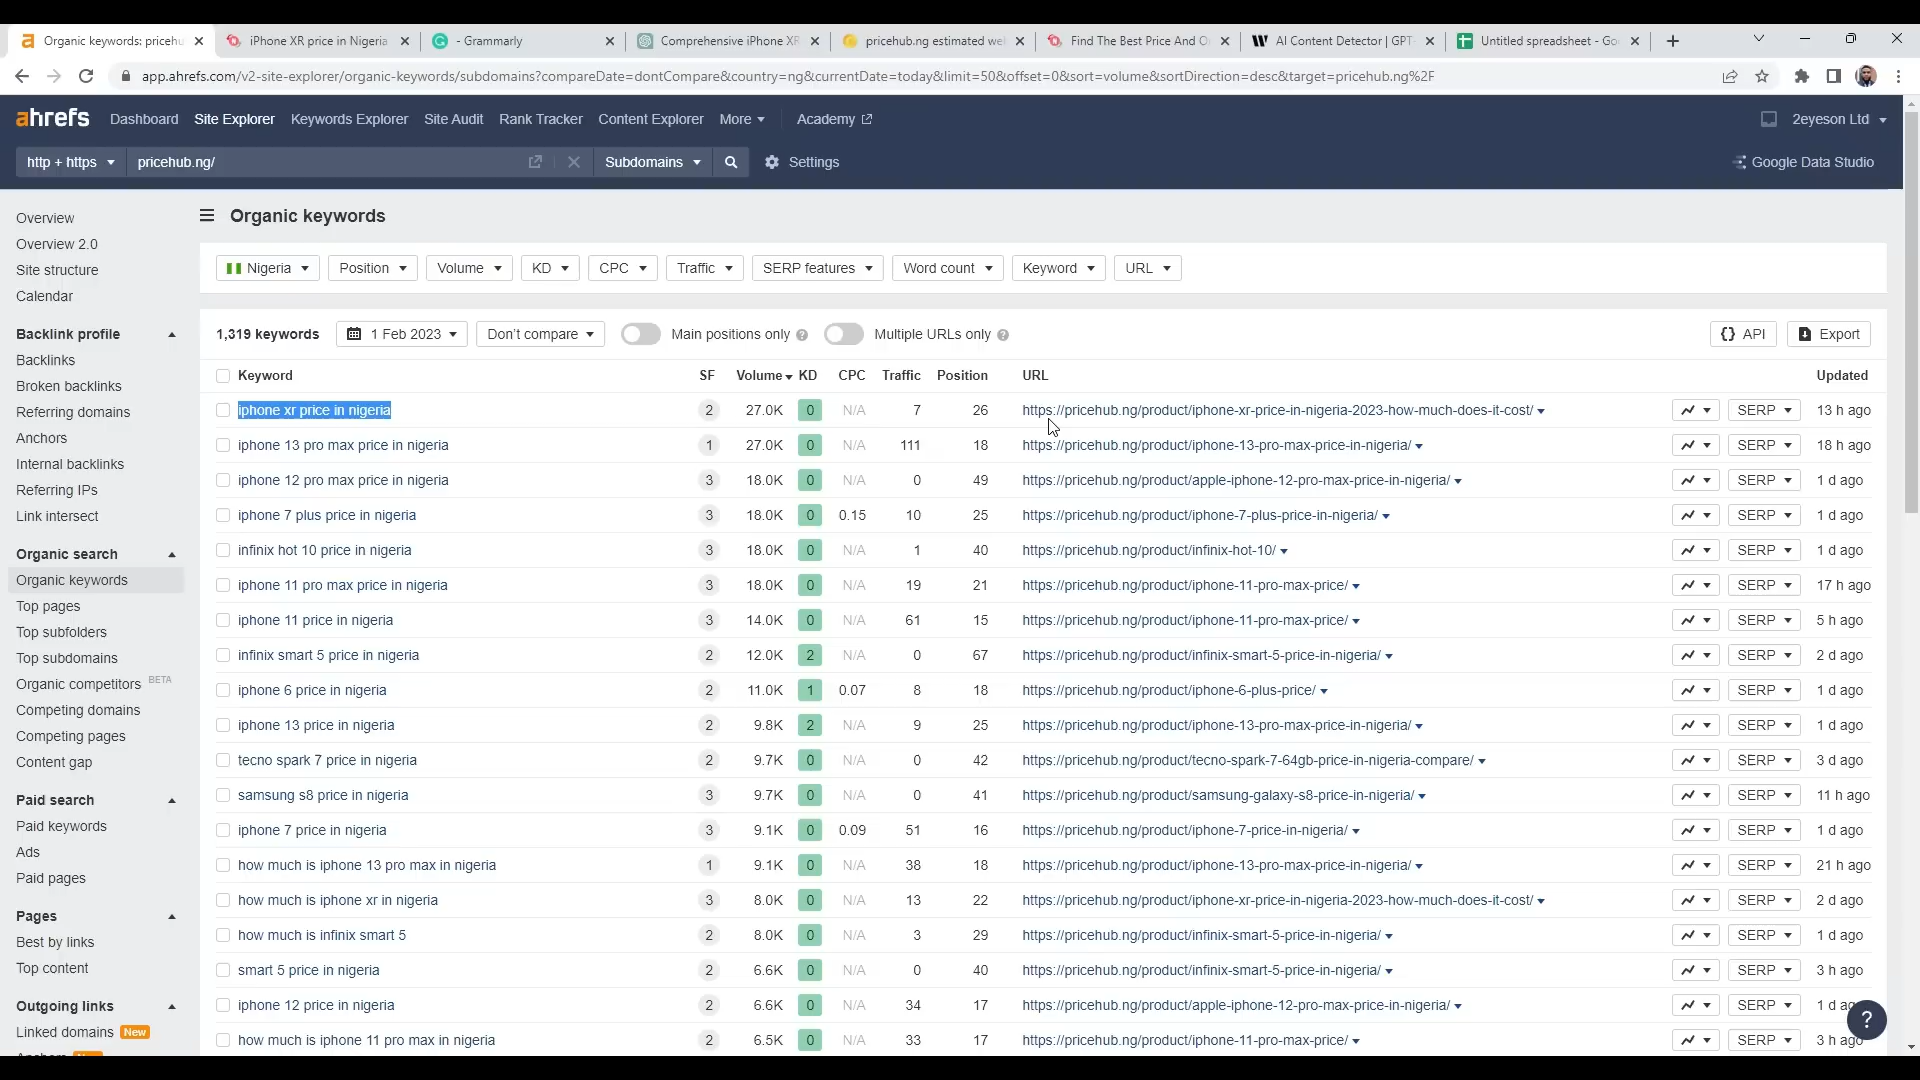 Organic keywords: pricehu
iPhone XR price in Nigeria
- Grammarly
Comprehensive iPhone XR
pricehub.ng estimated we
Find The Best Price And O
AI Content Detector | GPT-
Untitled spreadsheet - Go
app.ahrefs.com/v2-site-explorer/organic-keywords/subdomains?compareDate=dontCompare&country=ng&currentDate=today&limit=50&offset=0&sort=volume&sortDirection=desc&target=pricehub.ng%2F
ahrefs Dashboard Site Explorer Keywords Explorer Site Audit Rank Tracker Content Explorer More Academy 2eyeson Ltd
http + https pricehub.ng/ Subdomains Settings Google Data Studio
Overview
Overview 2.0
Site structure
Calendar
Backlink profile
Backlinks
Broken backlinks
Referring domains
Anchors
Internal backlinks
Referring IPs
Link intersect
Organic search
Organic keywords
Top pages
Top subfolders
Top subdomains
Organic competitors BETA
Competing domains
Competing pages
Content gap
Paid search
Paid keywords
Ads
Paid pages
Pages
Best by links
Top content
Outgoing links
Linked domains New
Organic keywords
Nigeria Position Volume KD CPC Traffic SERP features Word count Keyword URL
1,319 keywords 1 Feb 2023 Don't compare Main positions only ? Multiple URLs only ? {} API Export
Keyword SF Volume KD CPC Traffic Position URL Updated
iphone xr price in nigeria 2 27.0K 0 N/A 7 26 https://pricehub.ng/product/iphone-xr-price-in-nigeria-2023-how-much-does-it-cost/ SERP 13 h ago
iphone 13 pro max price in nigeria 1 27.0K 0 N/A 111 18 https://pricehub.ng/product/iphone-13-pro-max-price-in-nigeria/ SERP 18 h ago
iphone 12 pro max price in nigeria 3 18.0K 0 N/A 0 49 https://pricehub.ng/product/apple-iphone-12-pro-max-price-in-nigeria/ SERP 1 d ago
iphone 7 plus price in nigeria 3 18.0K 0 0.15 10 25 https://pricehub.ng/product/iphone-7-plus-price-in-nigeria/ SERP 1 d ago
infinix hot 10 price in nigeria 3 18.0K 0 N/A 1 40 https://pricehub.ng/product/infinix-hot-10/ SERP 1 d ago
iphone 11 pro max price in nigeria 3 18.0K 0 N/A 19 21 https://pricehub.ng/product/iphone-11-pro-max-price/ SERP 17 h ago
iphone 11 price in nigeria 3 14.0K 0 N/A 61 15 https://pricehub.ng/product/iphone-11-pro-max-price/ SERP 5 h ago
infinix smart 5 price in nigeria 2 12.0K 2 N/A 0 67 https://pricehub.ng/product/infinix-smart-5-price-in-nigeria/ SERP 2 d ago
iphone 6 price in nigeria 2 11.0K 1 0.07 8 18 https://pricehub.ng/product/iphone-6-plus-price/ SERP 1 d ago
iphone 13 price in nigeria 2 9.8K 2 N/A 9 25 https://pricehub.ng/product/iphone-13-pro-max-price-in-nigeria/ SERP 1 d ago
tecno spark 7 price in nigeria 2 9.7K 0 N/A 0 42 https://pricehub.ng/product/tecno-spark-7-64gb-price-in-nigeria-compare/ SERP 3 d ago
samsung s8 price in nigeria 3 9.7K 0 N/A 0 41 https://pricehub.ng/product/samsung-galaxy-s8-price-in-nigeria/ SERP 11 h ago
iphone 7 price in nigeria 3 9.1K 0 0.09 51 16 https://pricehub.ng/product/iphone-7-price-in-nigeria/ SERP 1 d ago
how much is iphone 13 pro max in nigeria 1 9.1K 0 N/A 38 18 https://pricehub.ng/product/iphone-13-pro-max-price-in-nigeria/ SERP 21 h ago
how much is iphone xr in nigeria 3 8.0K 0 N/A 13 22 https://pricehub.ng/product/iphone-xr-price-in-nigeria-2023-how-much-does-it-cost/ SERP 2 d ago
how much is infinix smart 5 2 8.0K 0 N/A 3 29 https://pricehub.ng/product/infinix-smart-5-price-in-nigeria/ SERP 1 d ago
smart 5 price in nigeria 2 6.6K 0 N/A 0 40 https://pricehub.ng/product/infinix-smart-5-price-in-nigeria/ SERP 3 h ago
iphone 12 price in nigeria 2 6.6K 0 N/A 34 17 https://pricehub.ng/product/apple-iphone-12-pro-max-price-in-nigeria/ SERP 1 d
how much is iphone 11 pro max in nigeria 2 6.5K 0 N/A 33 17 https://pricehub.ng/product/iphone-11-pro-max-price/ SERP 3 h ago
?